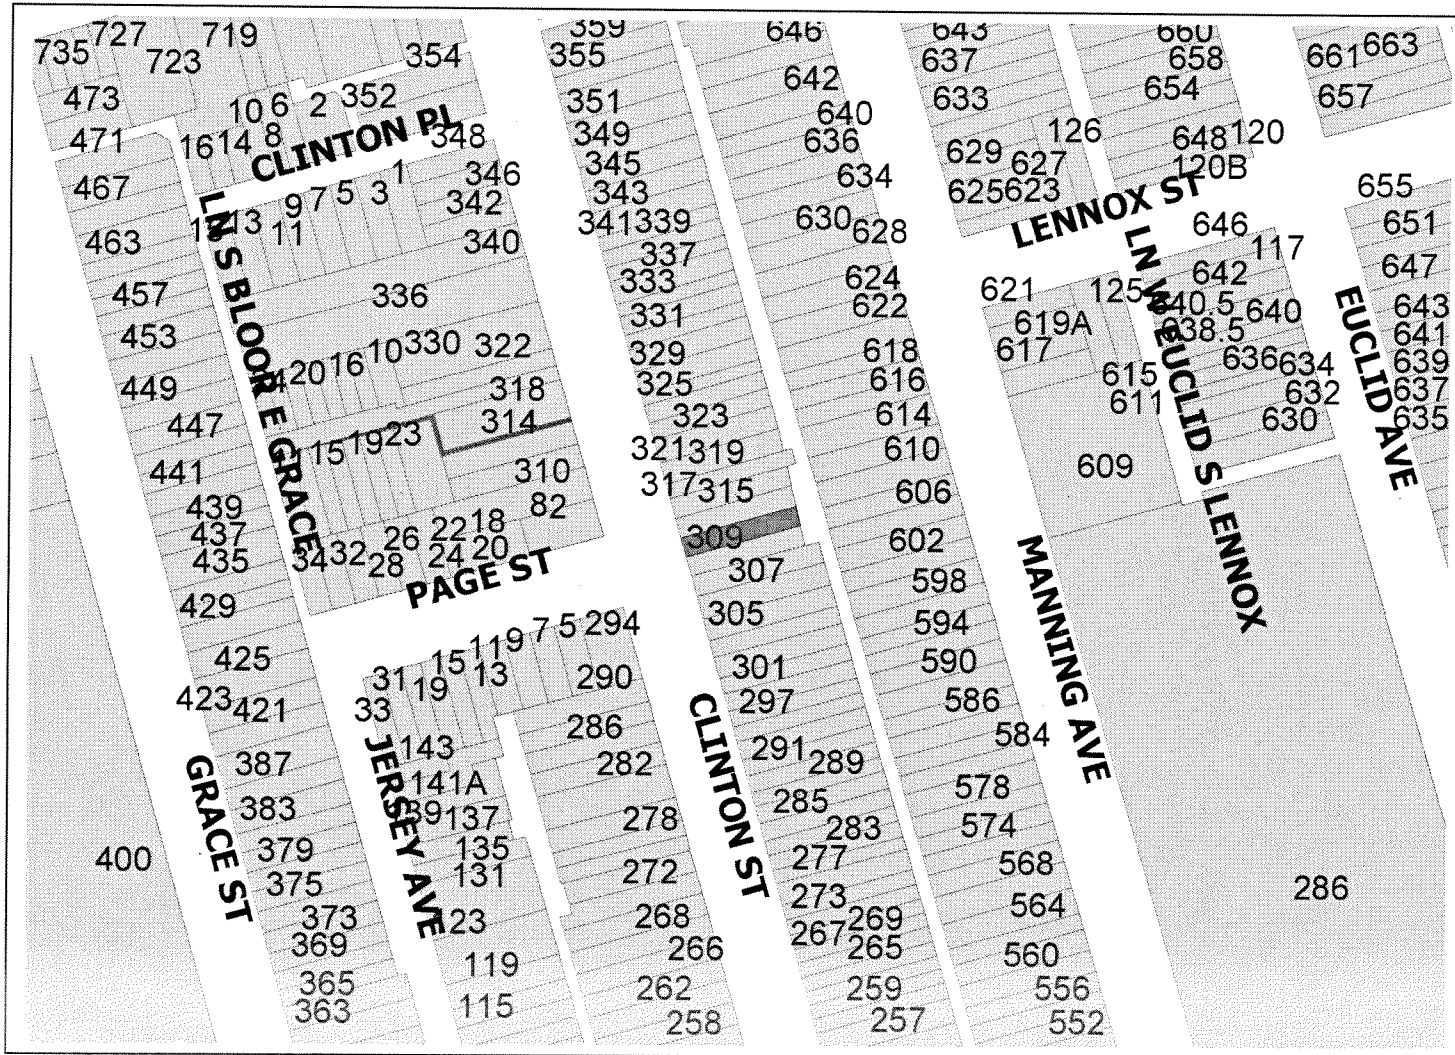 735 727 719 359 646 643 660
723 354 355 637 658 661 663
473 642 633 654 657
10 6 2 352 351 640
471 16 14 8 CLINTON PL 348 349 636 126 648 120
467 1 346 345 629 627 120B
9 7 5 3 342 343 634 625 623 LENNOX ST 655
463 13 11 340 341 339 630 628 646 651
LN S BLOOR E GRACE 337 117
457 336 333 624 621 125 642 647
453 331 622 619A 640 643
20 16 10 330 322 329 618 617 638.5 641
449 318 325 616 615 636 634 639
447 314 323 614 611 632 637
15 19 23 321 319 610 630 635
441 310 317 315 606 609 LN W EUCLID S LENNOX EUCLID AVE
439 82
437 26 22 18 309 602
435 34 32 28 24 20 307 598
PAGE ST
429 305 594
425 31 15 11 9 7 5 294 301 590
423 421 33 19 13 290 297 586 MANNING AVE
387 143 286 291 289 584
383 141A 282 285 578
137 278 283 574
379 135 277
400 375 131 272 273 568 286
GRACE ST 373 JERSEY AVE 268 CLINTON ST 269 564
369 266 267 265 560
365 119 262 259 556
363 115 258 257 552